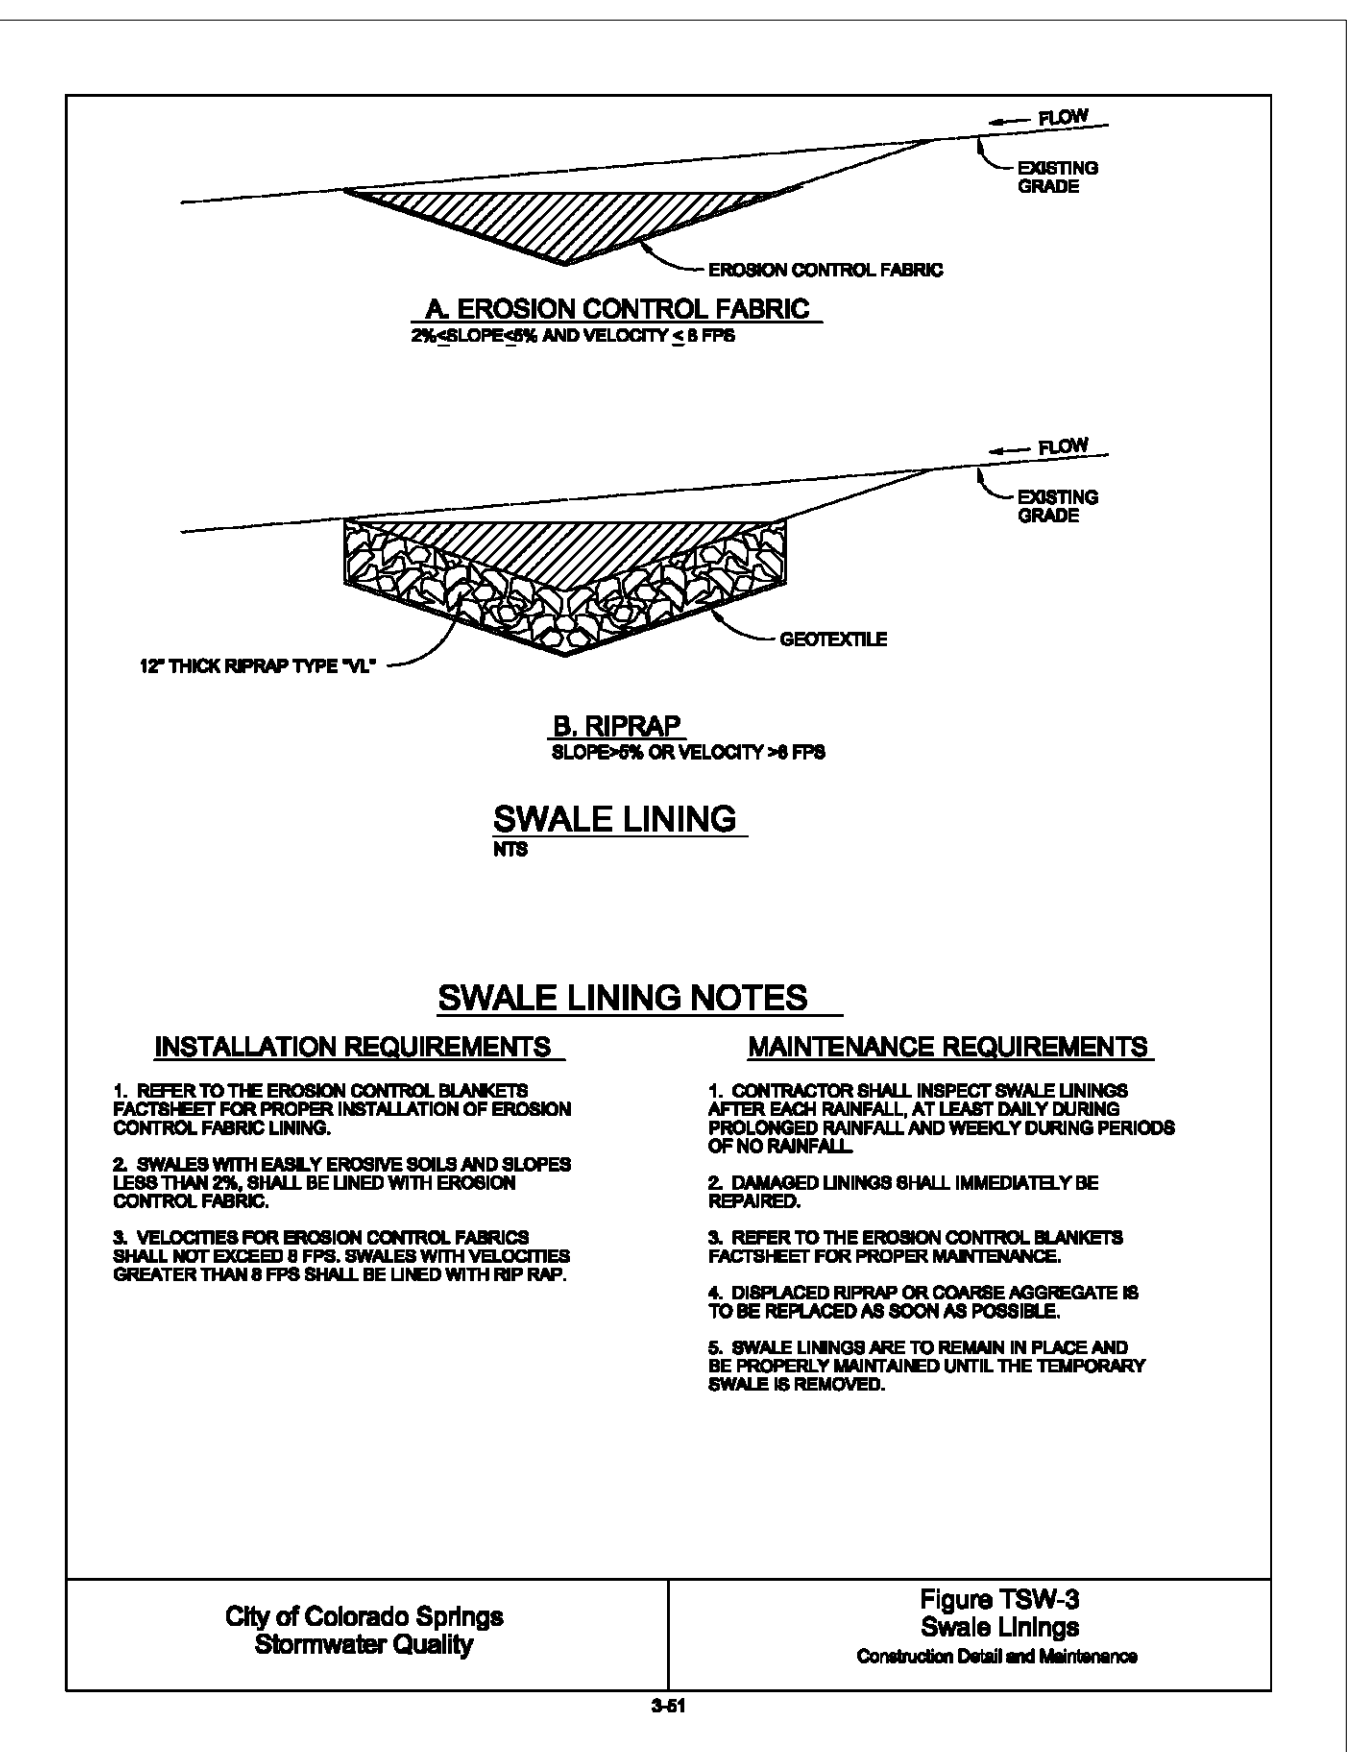 ← FLOW
EXISTING
GRADE
EROSION CONTROL FABRIC
A. EROSION CONTROL FABRIC
2%≤SLOPE≤5% AND VELOCITY ≤ 8 FPS
← FLOW
EXISTING
GRADE
GEOTEXTILE
12" THICK RIPRAP TYPE "VL"
B. RIPRAP
SLOPE>5% OR VELOCITY >8 FPS
SWALE LINING
NTS
SWALE LINING NOTES
INSTALLATION REQUIREMENTS
1. REFER TO THE EROSION CONTROL BLANKETS
FACTSHEET FOR PROPER INSTALLATION OF EROSION
CONTROL FABRIC LINING.
2. SWALES WITH EASILY EROSIVE SOILS AND SLOPES
LESS THAN 2%, SHALL BE LINED WITH EROSION
CONTROL FABRIC.
3. VELOCITIES FOR EROSION CONTROL FABRICS
SHALL NOT EXCEED 8 FPS. SWALES WITH VELOCITIES
GREATER THAN 8 FPS SHALL BE LINED WITH RIP RAP.
MAINTENANCE REQUIREMENTS
1. CONTRACTOR SHALL INSPECT SWALE LININGS
AFTER EACH RAINFALL, AT LEAST DAILY DURING
PROLONGED RAINFALL AND WEEKLY DURING PERIODS
OF NO RAINFALL.
2. DAMAGED LININGS SHALL IMMEDIATELY BE
REPAIRED.
3. REFER TO THE EROSION CONTROL BLANKETS
FACTSHEET FOR PROPER MAINTENANCE.
4. DISPLACED RIPRAP OR COARSE AGGREGATE IS
TO BE REPLACED AS SOON AS POSSIBLE.
5. SWALE LININGS ARE TO REMAIN IN PLACE AND
BE PROPERLY MAINTAINED UNTIL THE TEMPORARY
SWALE IS REMOVED.
City of Colorado Springs
Stormwater Quality
Figure TSW-3
Swale Linings
Construction Detail and Maintenance
3-51